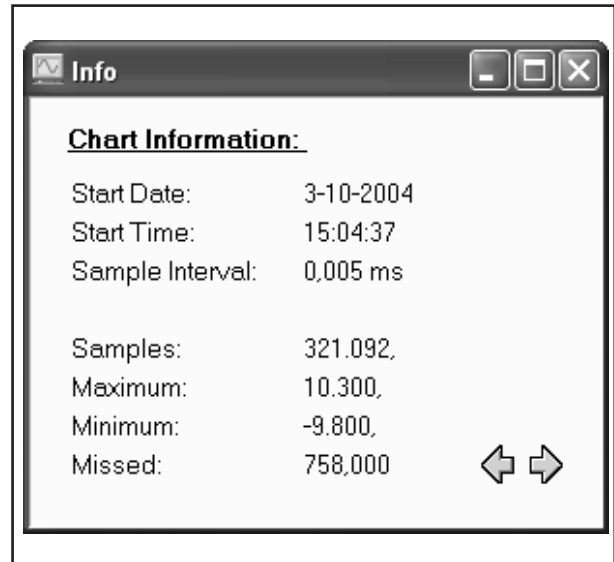 Info
Chart Information:
Start Date: 3-10-2004
Start Time: 15:04:37
Sample Interval: 0,005 ms
Samples: 321.092,
Maximum: 10.300,
Minimum: -9.800,
Missed: 758,000